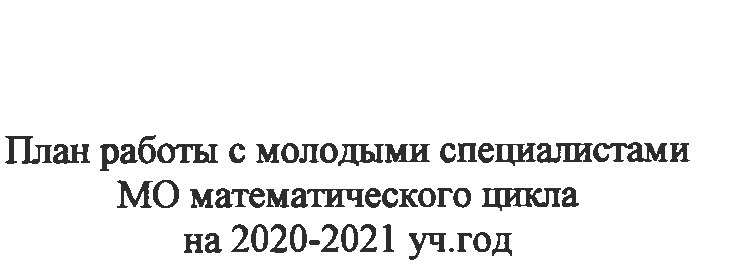 План работы с молодыми специалистами
МО математического цикла
на 2020-2021 уч.год